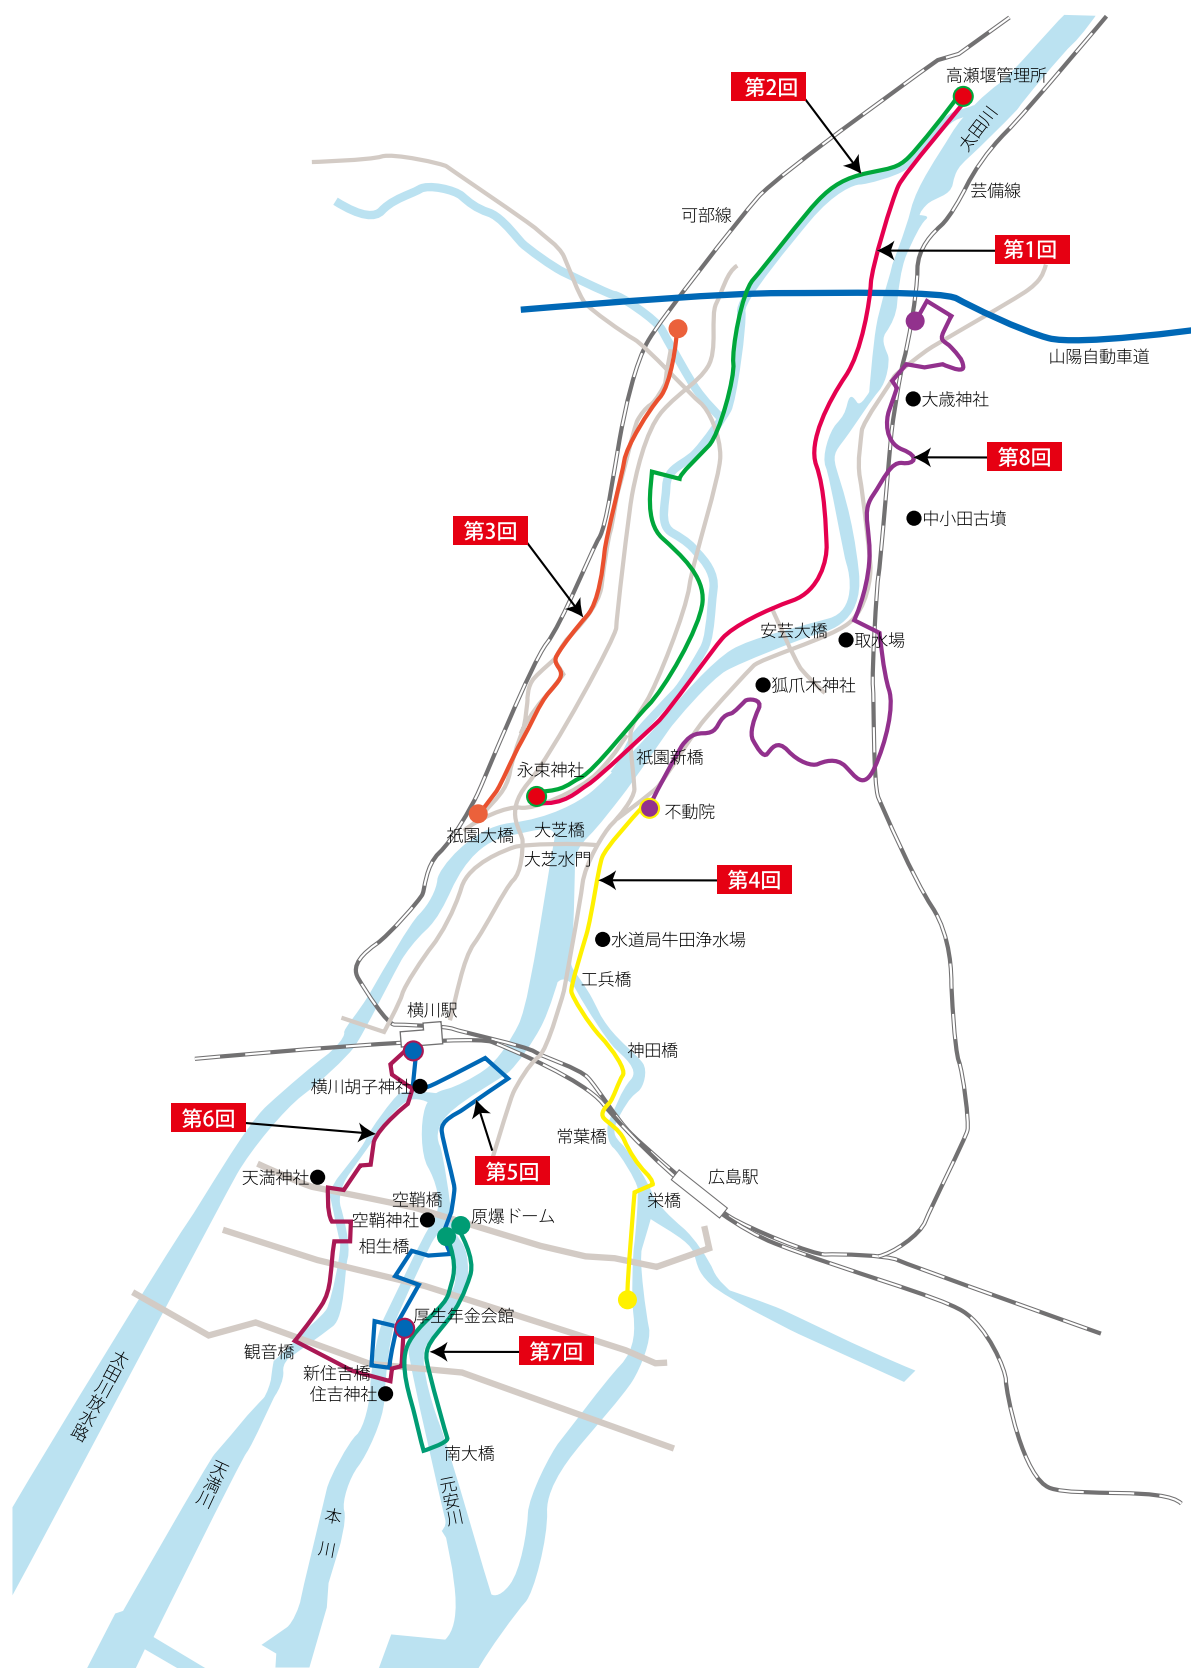 高瀬堰管理所
第2回
太田川
芸備線
可部線
第1回
山陽自動車道
大歳神社
第8回
中小田古墳
第3回
安芸大橋
取水場
狐爪木神社
祇園新橋
永束神社
不動院
祇園大橋
大芝橋
大芝水門
第4回
水道局牛田浄水場
工兵橋
横川駅
神田橋
横川胡子神社
第6回
常葉橋
第5回
天満神社
広島駅
空鞘橋
栄橋
空鞘神社
原爆ドーム
相生橋
厚生年金会館
観音橋
第7回
新住吉橋
住吉神社
太田川放水路
南大橋
天満川
元安川
本川